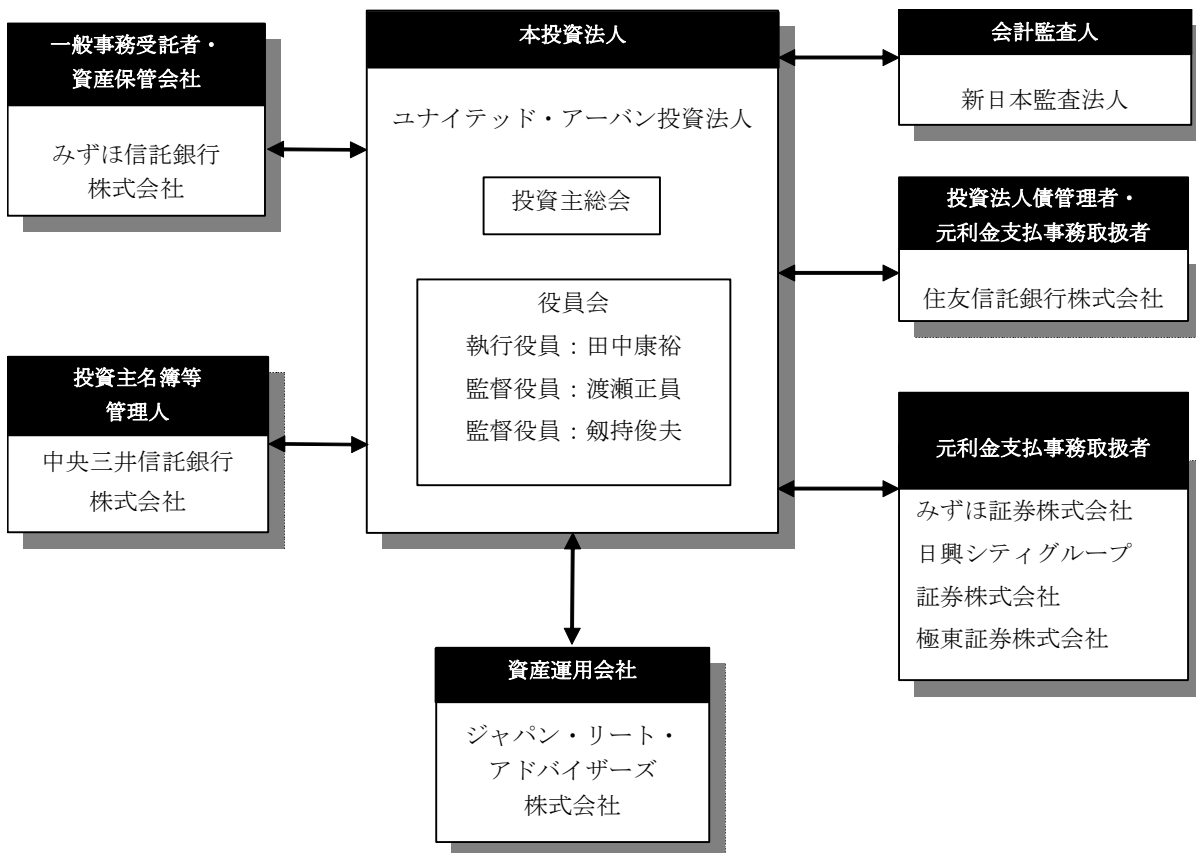 一般事務受託者・
資産保管会社
みずほ信託銀行
株式会社
投資主名簿等
管理人
中央三井信託銀行
株式会社
本投資法人
ユナイテッド・アーバン投資法人
投資主総会
役員会
執行役員：田中康裕
監督役員：渡瀬正員
監督役員：剱持俊夫
資産運用会社
ジャパン・リート・
アドバイザーズ
株式会社
会計監査人
新日本監査法人
投資法人債管理者・
元利金支払事務取扱者
住友信託銀行株式会社
元利金支払事務取扱者
みずほ証券株式会社
日興シティグループ
証券株式会社
極東証券株式会社